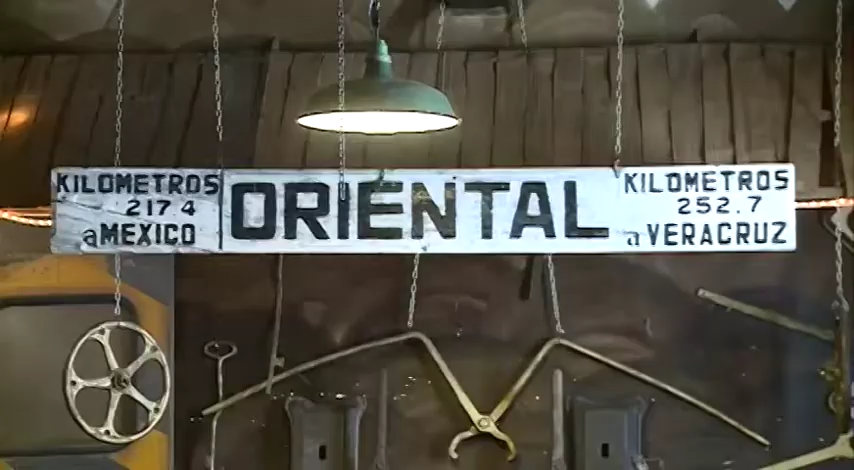 KILOMETROS
217.4
a MEXICO
ORIENTAL
KILOMETROS
252.7
a VERACRUZ